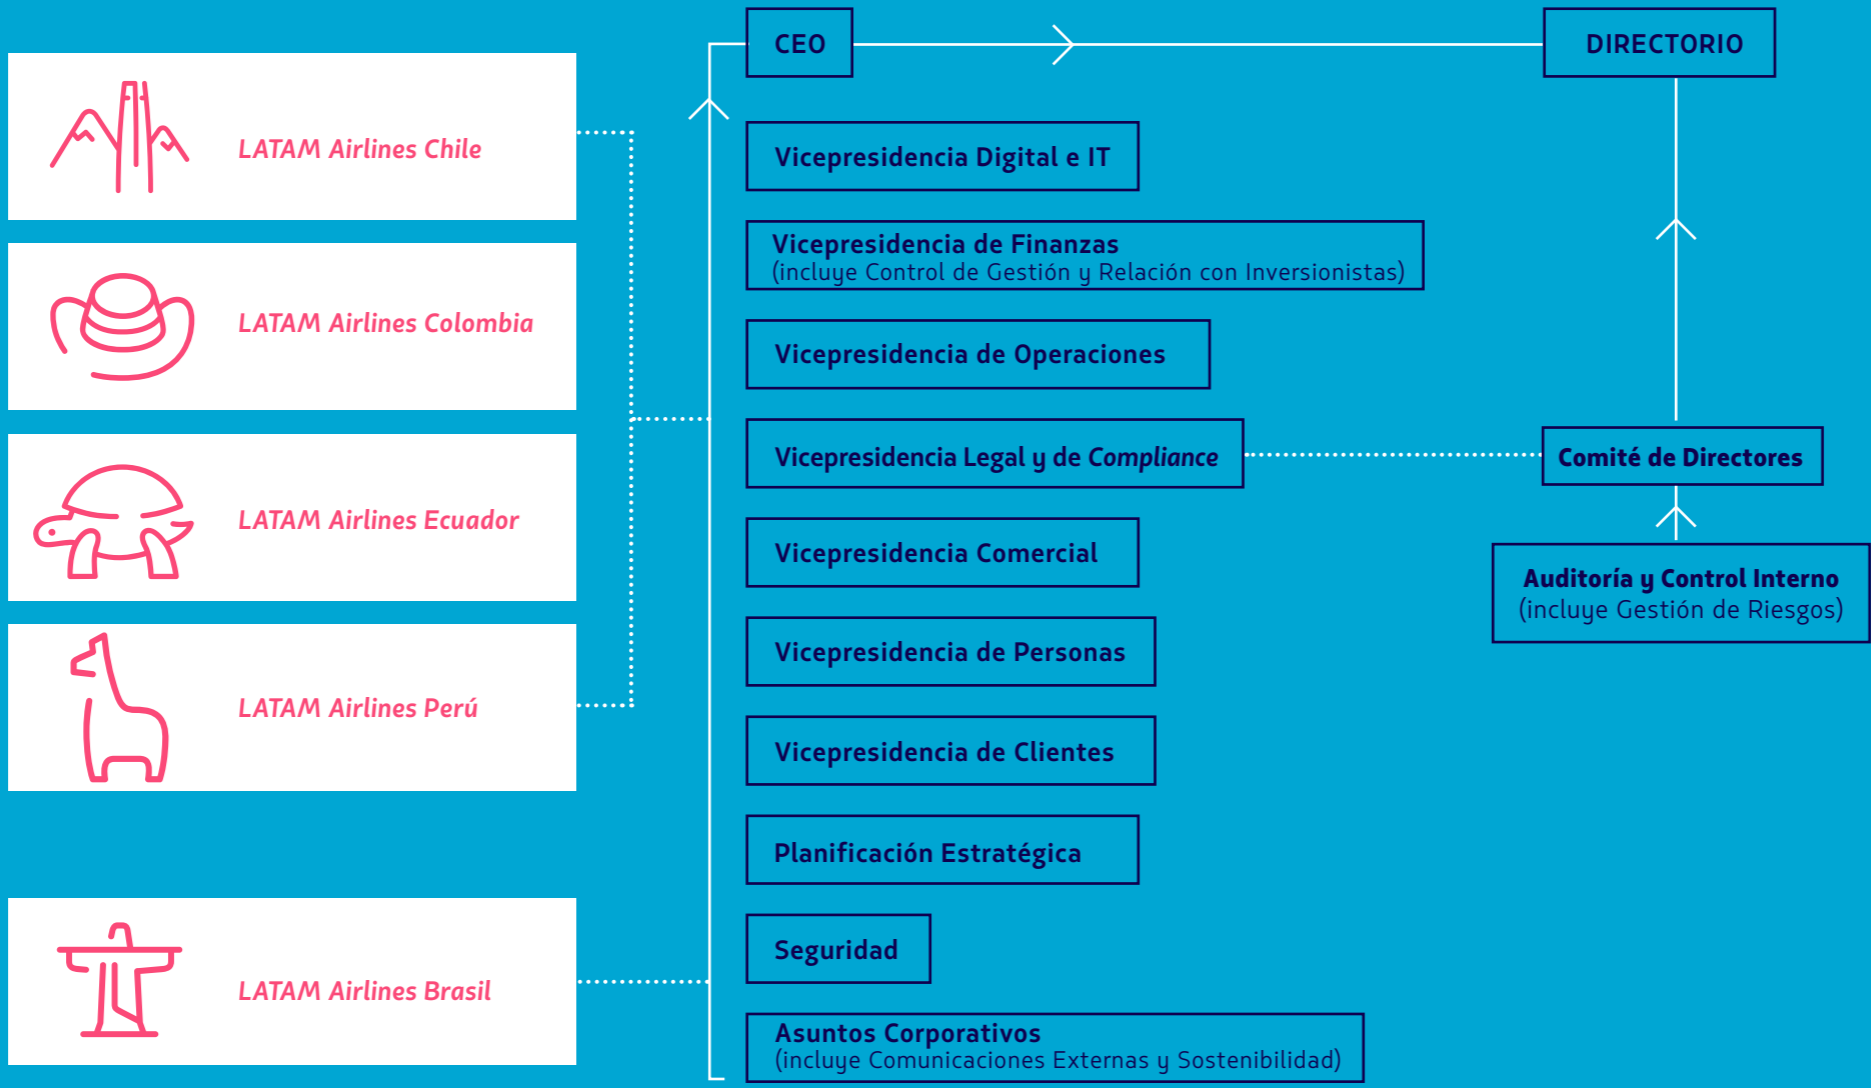 LATAM Airlines Chile
LATAM Airlines Colombia
LATAM Airlines Ecuador
LATAM Airlines Perú
LATAM Airlines Brasil
CEO
Vicepresidencia Digital e IT
Vicepresidencia de Finanzas
(incluye Control de Gestión y Relación con Inversionistas)
Vicepresidencia de Operaciones
Vicepresidencia Legal y de Compliance
Vicepresidencia Comercial
Vicepresidencia de Personas
Vicepresidencia de Clientes
Planificación Estratégica
Seguridad
Asuntos Corporativos
(incluye Comunicaciones Externas y Sostenibilidad)
DIRECTORIO
Comité de Directores
Auditoría y Control Interno
(incluye Gestión de Riesgos)